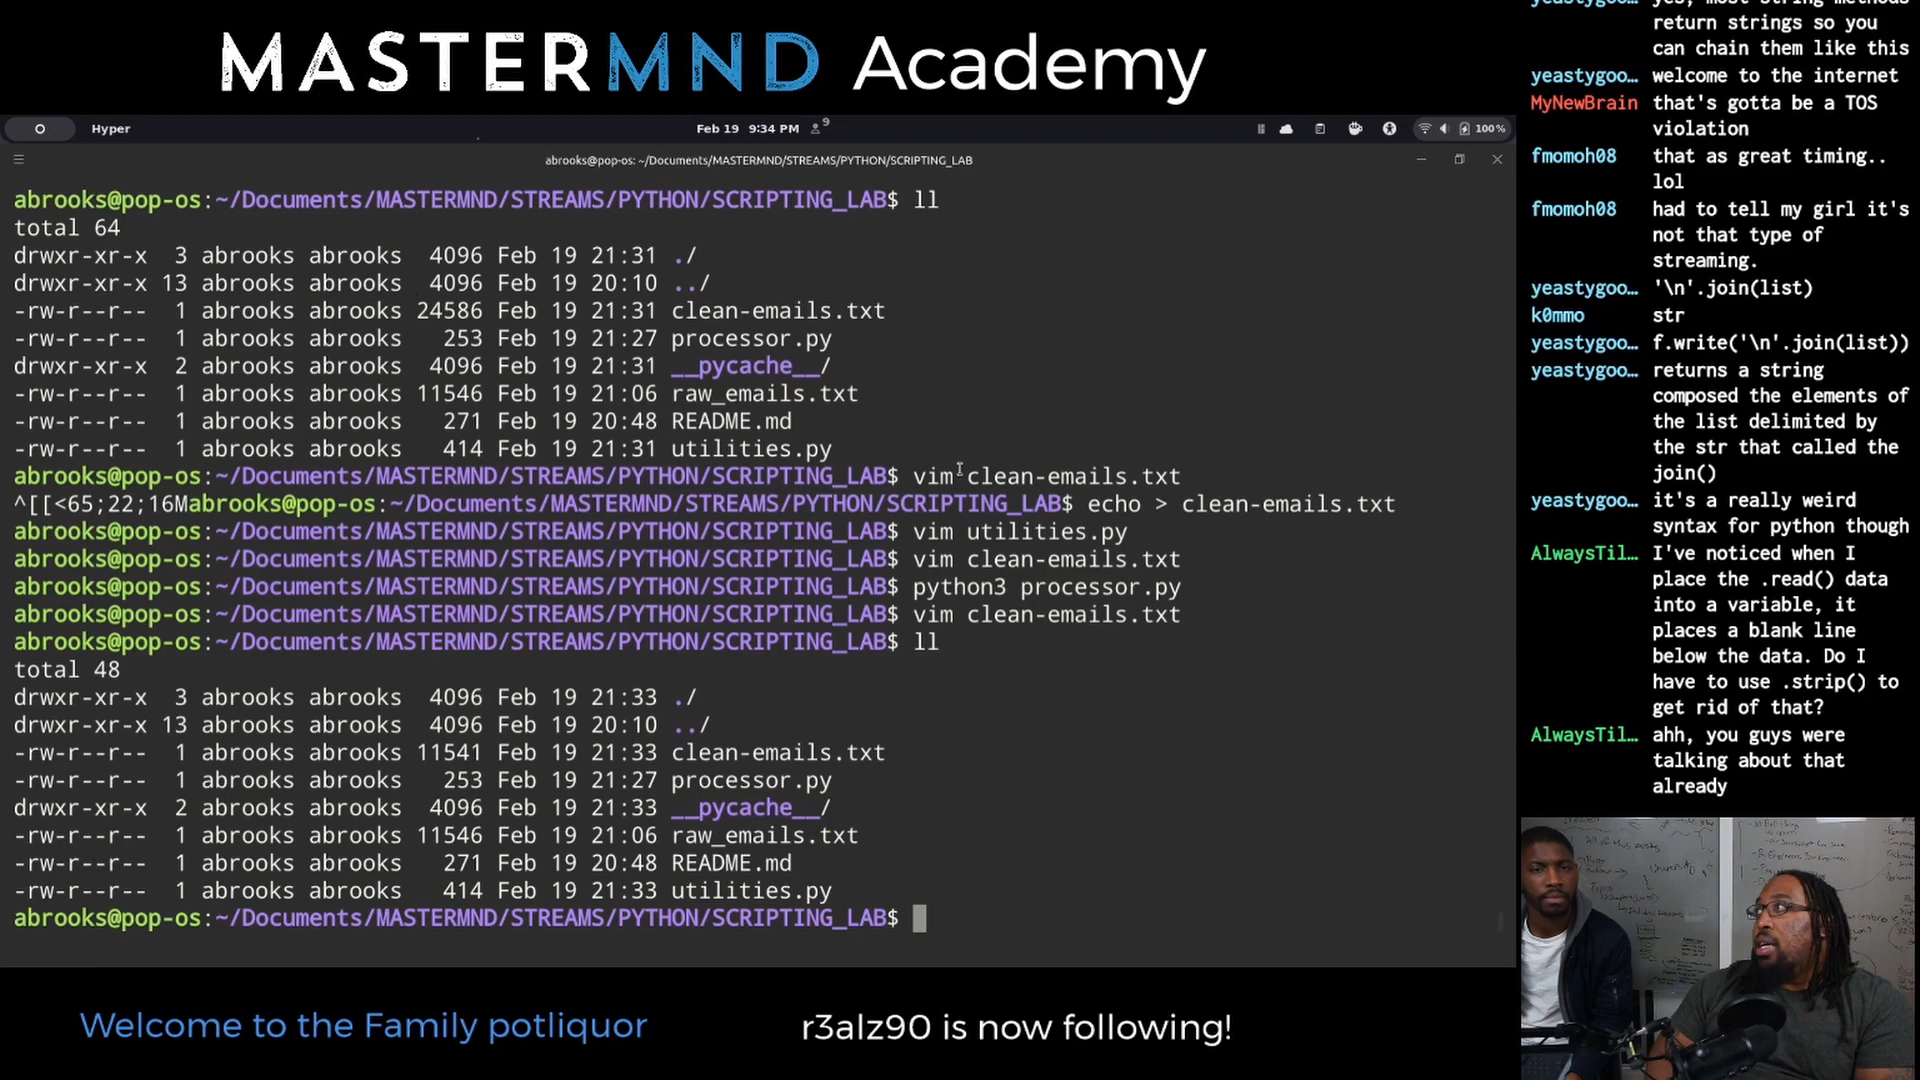 MASTERMND Academy
Hyper
Feb 19 9:34 PM
9
100%
abrooks@pop-os: ~/Documents/MASTERMND/STREAMS/PYTHON/SCRIPTING_LAB
abrooks@pop-os:~/Documents/MASTERMND/STREAMS/PYTHON/SCRIPTING_LAB$ ll
total 64
drwxr-xr-x 3 abrooks abrooks 4096 Feb 19 21:31 ./
drwxr-xr-x 13 abrooks abrooks 4096 Feb 19 20:10 ../
-rw-r--r-- 1 abrooks abrooks 24586 Feb 19 21:31 clean-emails.txt
-rw-r--r-- 1 abrooks abrooks 253 Feb 19 21:27 processor.py
drwxr-xr-x 2 abrooks abrooks 4096 Feb 19 21:31 __pycache__/
-rw-r--r-- 1 abrooks abrooks 11546 Feb 19 21:06 raw_emails.txt
-rw-r--r-- 1 abrooks abrooks 271 Feb 19 20:48 README.md
-rw-r--r-- 1 abrooks abrooks 414 Feb 19 21:31 utilities.py
abrooks@pop-os:~/Documents/MASTERMND/STREAMS/PYTHON/SCRIPTING_LAB$ vim clean-emails.txt
^[[<65;22;16Mabrooks@pop-os:~/Documents/MASTERMND/STREAMS/PYTHON/SCRIPTING_LAB$ echo > clean-emails.txt
abrooks@pop-os:~/Documents/MASTERMND/STREAMS/PYTHON/SCRIPTING_LAB$ vim utilities.py
abrooks@pop-os:~/Documents/MASTERMND/STREAMS/PYTHON/SCRIPTING_LAB$ vim clean-emails.txt
abrooks@pop-os:~/Documents/MASTERMND/STREAMS/PYTHON/SCRIPTING_LAB$ python3 processor.py
abrooks@pop-os:~/Documents/MASTERMND/STREAMS/PYTHON/SCRIPTING_LAB$ vim clean-emails.txt
abrooks@pop-os:~/Documents/MASTERMND/STREAMS/PYTHON/SCRIPTING_LAB$ ll
total 48
drwxr-xr-x 3 abrooks abrooks 4096 Feb 19 21:33 ./
drwxr-xr-x 13 abrooks abrooks 4096 Feb 19 20:10 ../
-rw-r--r-- 1 abrooks abrooks 11541 Feb 19 21:33 clean-emails.txt
-rw-r--r-- 1 abrooks abrooks 253 Feb 19 21:27 processor.py
drwxr-xr-x 2 abrooks abrooks 4096 Feb 19 21:33 __pycache__/
-rw-r--r-- 1 abrooks abrooks 11546 Feb 19 21:06 raw_emails.txt
-rw-r--r-- 1 abrooks abrooks 271 Feb 19 20:48 README.md
-rw-r--r-- 1 abrooks abrooks 414 Feb 19 21:33 utilities.py
abrooks@pop-os:~/Documents/MASTERMND/STREAMS/PYTHON/SCRIPTING_LAB$
yeastygoo… yes, most string methods
return strings so you
can chain them like this
yeastygoo… welcome to the internet
MyNewBrain that's gotta be a TOS
violation
fmomoh08 that as great timing..
lol
fmomoh08 had to tell my girl it's
not that type of
streaming.
yeastygoo… '\n'.join(list)
k0mmo str
yeastygoo… f.write('\n'.join(list))
yeastygoo… returns a string
composed the elements of
the list delimited by
the str that called the
join()
yeastygoo… it's a really weird
syntax for python though
AlwaysTil… I've noticed when I
place the .read() data
into a variable, it
places a blank line
below the data. Do I
have to use .strip() to
get rid of that?
AlwaysTil… ahh, you guys were
talking about that
already
Welcome to the Family potliquor
r3alz90 is now following!